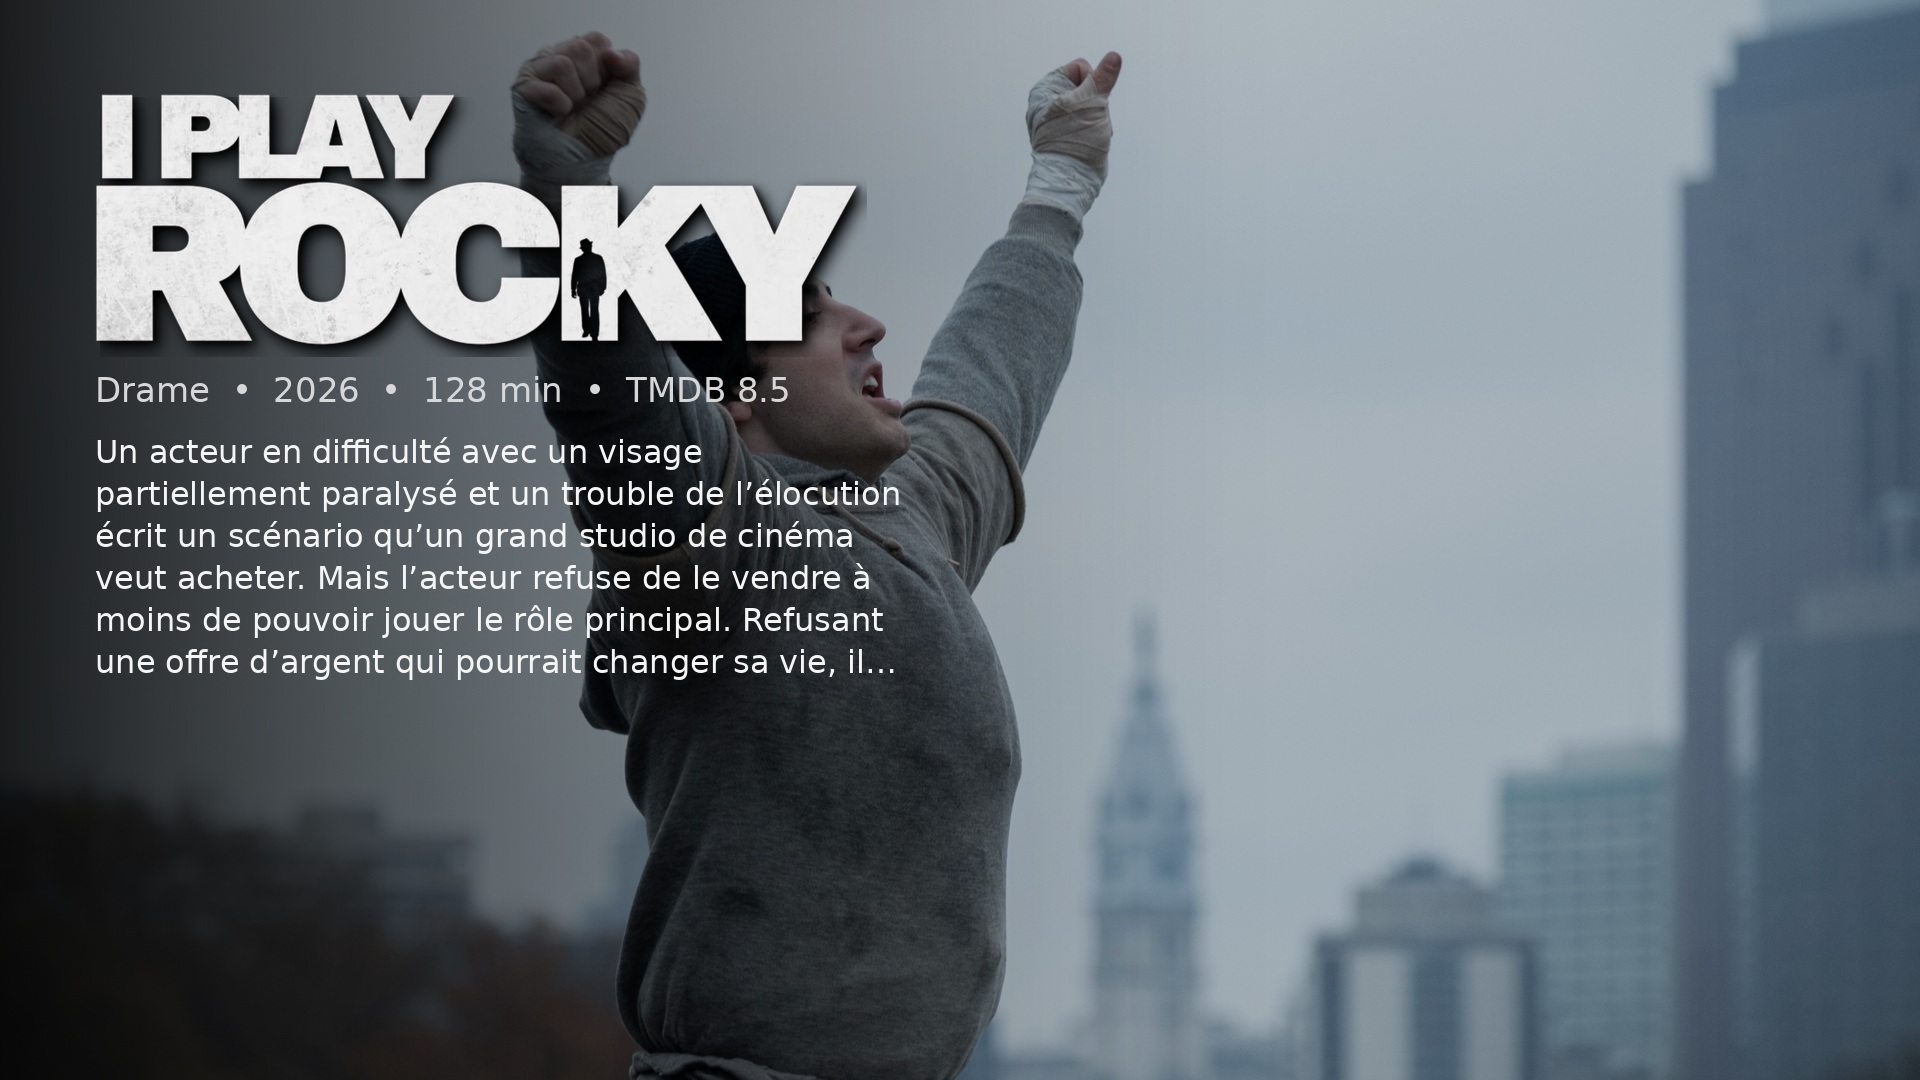 I PLAY
ROCKY
Drame • 2026 • 128 min • TMDB 8.5
Un acteur en difficulté avec un visage
partiellement paralysé et un trouble de l’élocution
écrit un scénario qu’un grand studio de cinéma
veut acheter. Mais l’acteur refuse de le vendre à
moins de pouvoir jouer le rôle principal. Refusant
une offre d’argent qui pourrait changer sa vie, il…